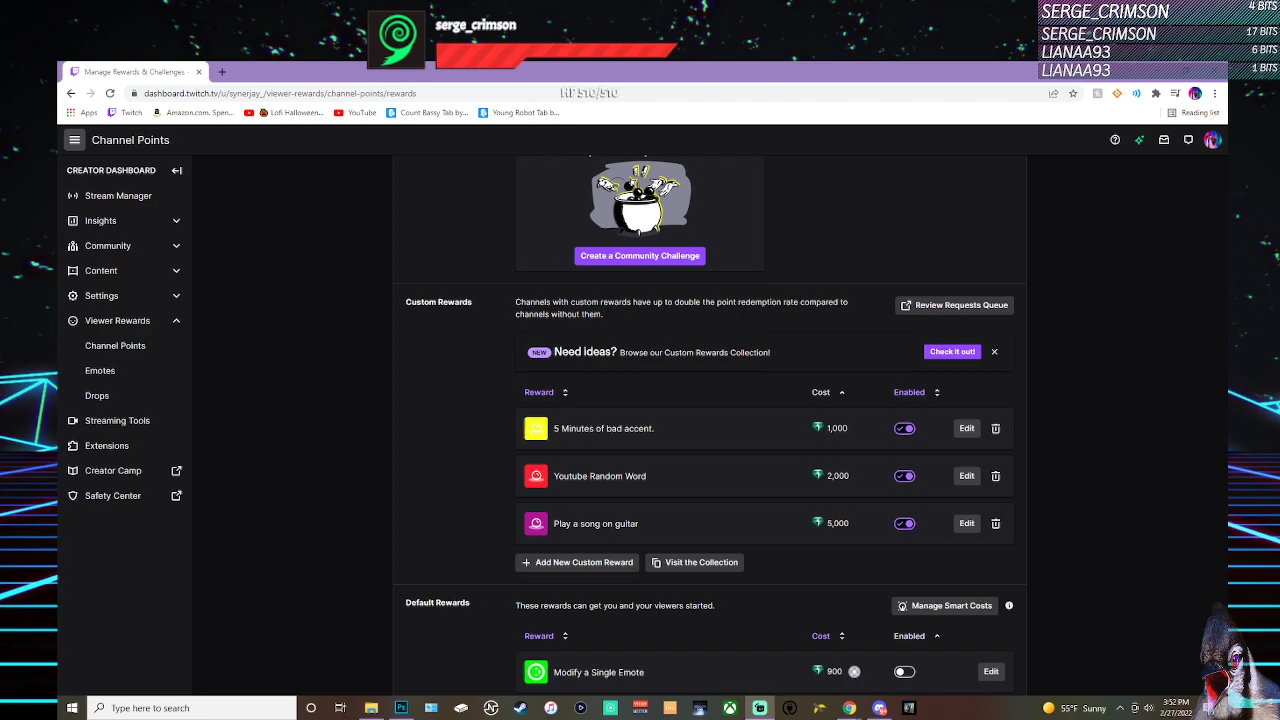 serge_crimson
SERGE_CRIMSON 4 BITS
SERGE_CRIMSON 17 BITS
LIANAA93 6 BITS
LIANAA93 1 BITS
Manage Rewards & Challenges -
dashboard.twitch.tv/u/synerjay_/viewer-rewards/channel-points/rewards
HP 510/510
Apps Twitch Amazon.com. Spen... Lofi Halloween... YouTube Count Bassy Tab by... Young Robot Tab b... Reading list
Channel Points
CREATOR DASHBOARD
Stream Manager
Insights
Community
Content
Settings
Viewer Rewards
Channel Points
Emotes
Drops
Streaming Tools
Extensions
Creator Camp
Safety Center
Create a Community Challenge
Custom Rewards
Channels with custom rewards have up to double the point redemption rate compared to
channels without them.
Review Requests Queue
NEW Need ideas? Browse our Custom Rewards Collection! Check it out!
Reward Cost Enabled
5 Minutes of bad accent. 1,000 Edit
Youtube Random Word 2,000 Edit
Play a song on guitar 5,000 Edit
Add New Custom Reward Visit the Collection
Default Rewards
These rewards can get you and your viewers started.
Manage Smart Costs
Reward Cost Enabled
Modify a Single Emote 900 Edit
Type here to search
53°F Sunny
3:52 PM
2/7/2022